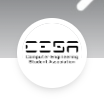 CESA
Computer Engineering
Student Association